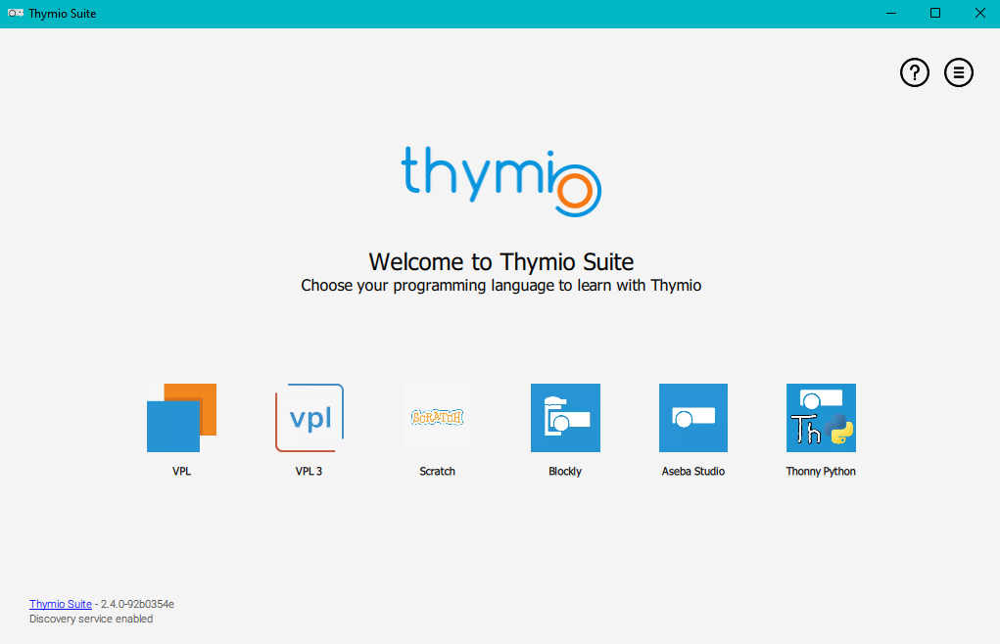 Thymio Suite
?
thymio
Welcome to Thymio Suite
Choose your programming language to learn with Thymio
vpl
SCRATCH
Th
VPL
VPL 3
Scratch
Blockly
Aseba Studio
Thonny Python
Thymio Suite - 2.4.0-92b0354e
Discovery service enabled